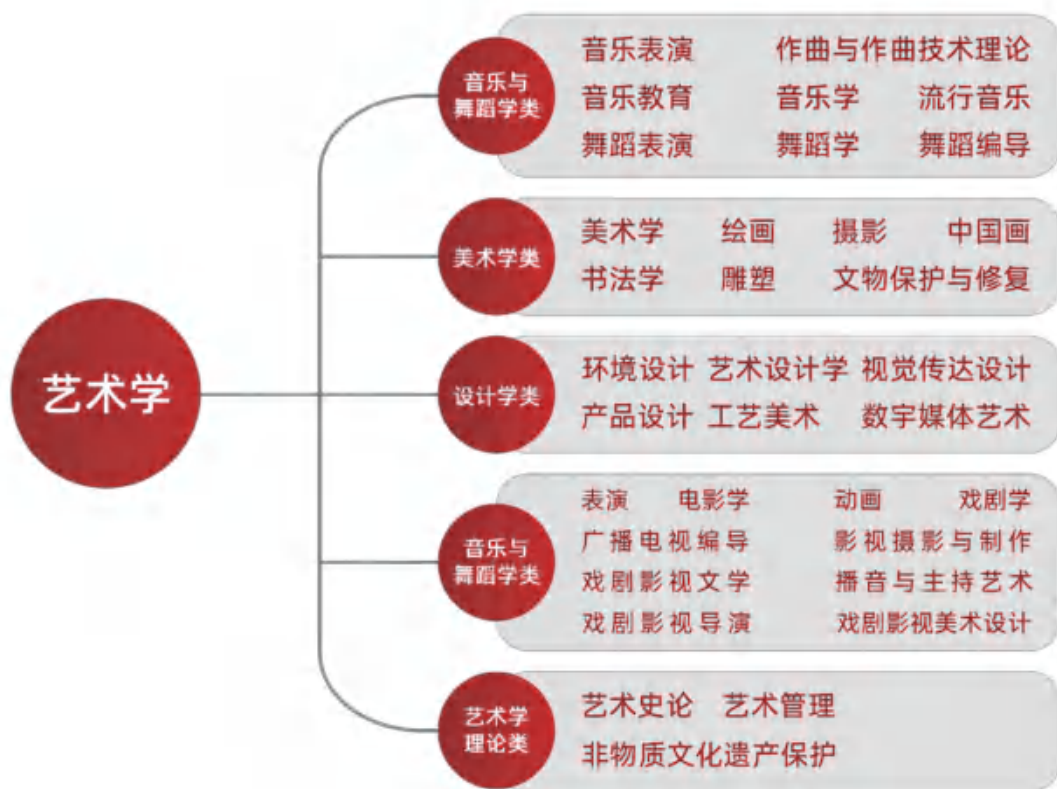 艺术学
音乐与
舞蹈学类
音乐表演 作曲与作曲技术理论
音乐教育 音乐学 流行音乐
舞蹈表演 舞蹈学 舞蹈编导
美术学类
美术学 绘画 摄影 中国画
书法学 雕塑 文物保护与修复
设计学类
环境设计 艺术设计学 视觉传达设计
产品设计 工艺美术 数字媒体艺术
音乐与
舞蹈学类
表演 电影学 动画 戏剧学
广播电视编导 影视摄影与制作
戏剧影视文学 播音与主持艺术
戏剧影视导演 戏剧影视美术设计
艺术学
理论类
艺术史论 艺术管理
非物质文化遗产保护